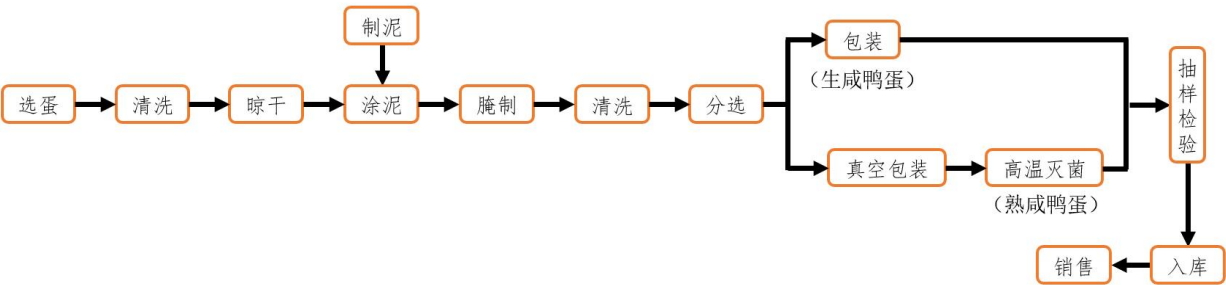 制泥
选蛋
清洗
晾干
涂泥
腌制
清洗
分选
包装
（生咸鸭蛋）
真空包装
高温灭菌
（熟咸鸭蛋）
抽样检验
入库
销售